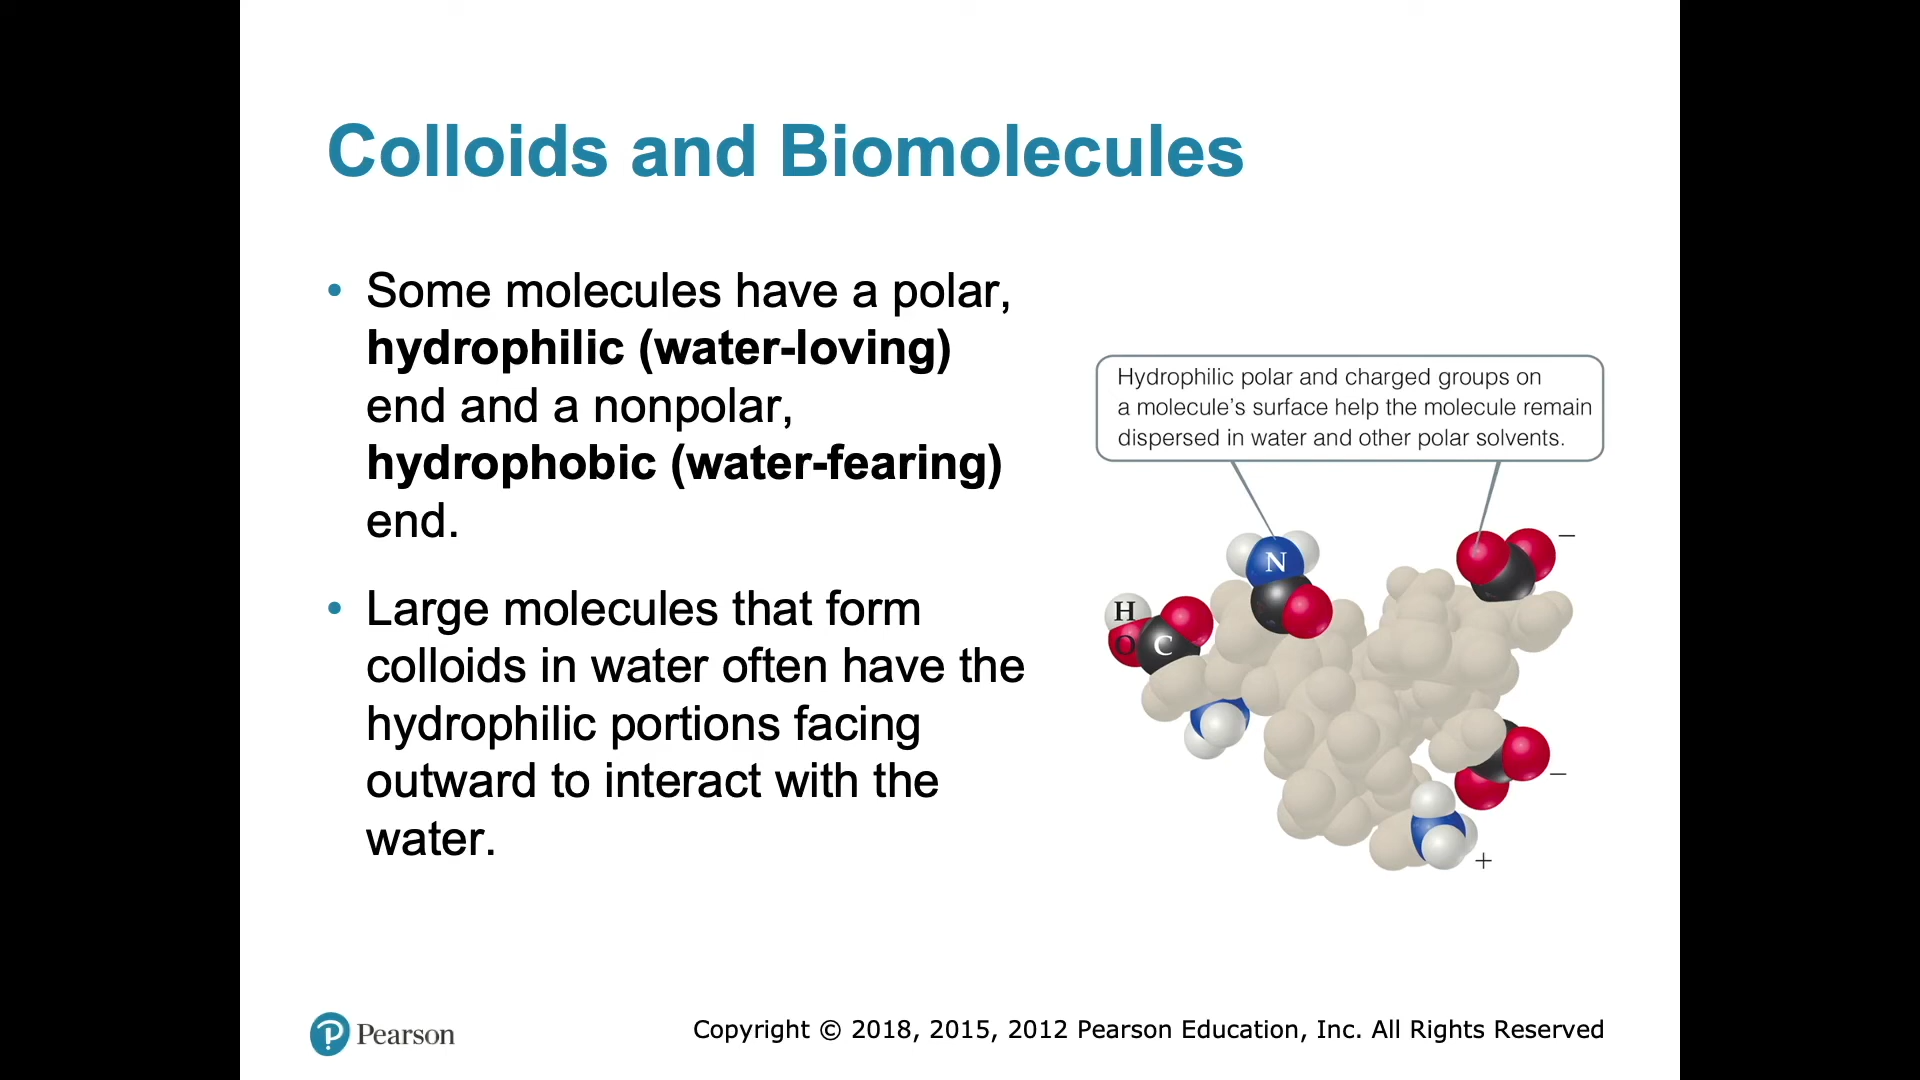 Colloids and Biomolecules
• Some molecules have a polar,
hydrophilic (water-loving)
end and a nonpolar,
hydrophobic (water-fearing)
end.
• Large molecules that form
colloids in water often have the
hydrophilic portions facing
outward to interact with the
water.
Hydrophilic polar and charged groups on
a molecule's surface help the molecule remain
dispersed in water and other polar solvents.
N
−
H
O C
−
+
P Pearson
Copyright © 2018, 2015, 2012 Pearson Education, Inc. All Rights Reserved